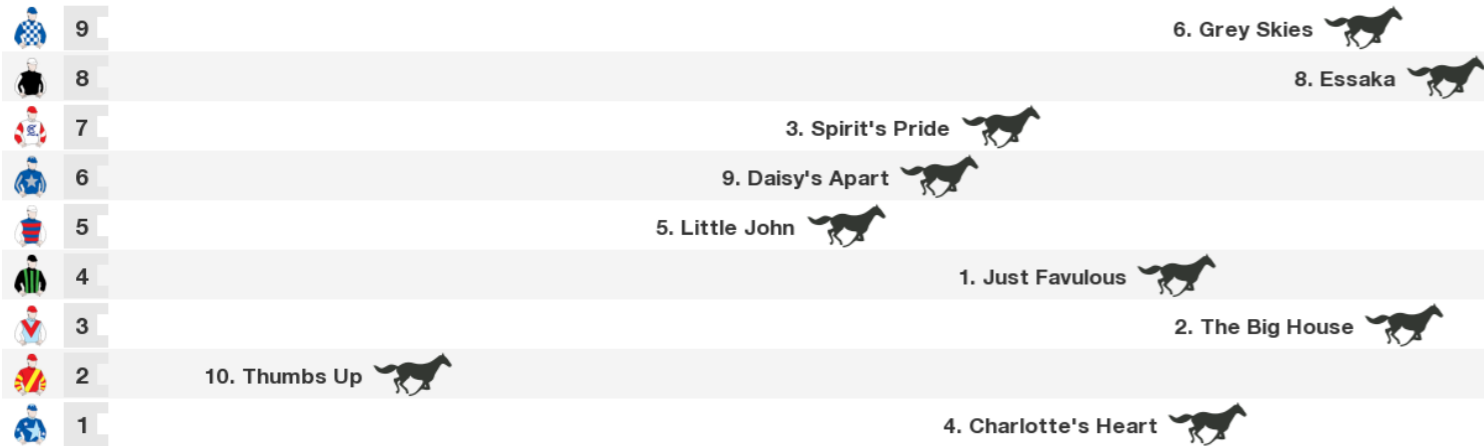 9 6. Grey Skies
8 8. Essaka
7 3. Spirit's Pride
6 9. Daisy's Apart
5 5. Little John
4 1. Just Favulous
3 2. The Big House
2 10. Thumbs Up
1 4. Charlotte's Heart